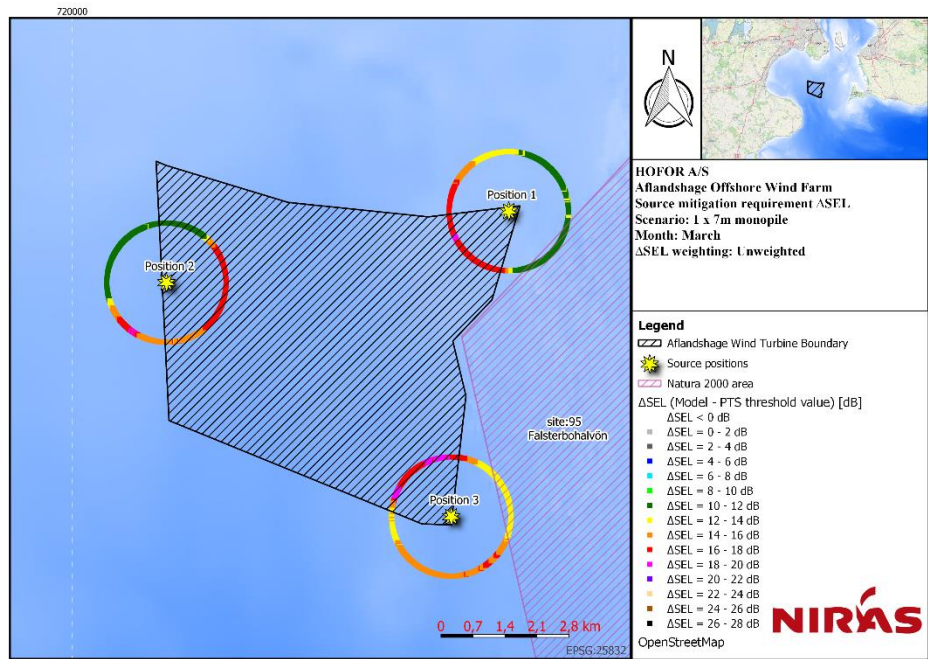 720000
Position 1
Position 2
site:95
Falsterbohalvön
Position 3
0 0,7 1,4 2,1 2,8 km
EPSG:25832
N
HOFOR A/S
Aflandshage Offshore Wind Farm
Source mitigation requirement ΔSEL
Scenario: 1 x 7m monopile
Month: March
ΔSEL weighting: Unweighted
Legend
Aflandshage Wind Turbine Boundary
Source positions
Natura 2000 area
ΔSEL (Model - PTS threshold value) [dB]
ΔSEL < 0 dB
ΔSEL = 0 - 2 dB
ΔSEL = 2 - 4 dB
ΔSEL = 4 - 6 dB
ΔSEL = 6 - 8 dB
ΔSEL = 8 - 10 dB
ΔSEL = 10 - 12 dB
ΔSEL = 12 - 14 dB
ΔSEL = 14 - 16 dB
ΔSEL = 16 - 18 dB
ΔSEL = 18 - 20 dB
ΔSEL = 20 - 22 dB
ΔSEL = 22 - 24 dB
ΔSEL = 24 - 26 dB
ΔSEL = 26 - 28 dB
OpenStreetMap
NIRAS